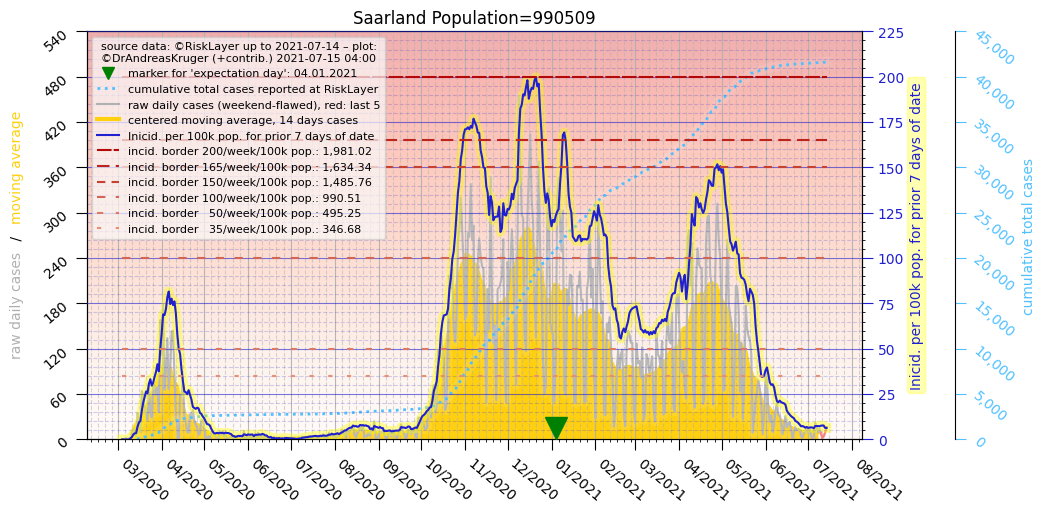 Saarland Population=990509
source data: ©RiskLayer up to 2021-07-14 – plot:
©DrAndreasKruger (+contrib.) 2021-07-15 04:00
marker for 'expectation day': 04.01.2021
cumulative total cases reported at RiskLayer
raw daily cases (weekend-flawed), red: last 5
centered moving average, 14 days cases
Inicid. per 100k pop. for prior 7 days of date
incid. border 200/week/100k pop.: 1,981.02
incid. border 165/week/100k pop.: 1,634.34
incid. border 150/week/100k pop.: 1,485.76
incid. border 100/week/100k pop.: 990.51
incid. border   50/week/100k pop.: 495.25
incid. border   35/week/100k pop.: 346.68
raw daily cases   /   moving average
540
480
420
360
300
240
180
120
60
0
225
200
175
150
125
100
75
50
25
0
Inicid. per 100k pop. for prior 7 days of date
45,000
40,000
35,000
30,000
25,000
20,000
15,000
10,000
5,000
0
cumulative total cases
03/2020
04/2020
05/2020
06/2020
07/2020
08/2020
09/2020
10/2020
11/2020
12/2020
01/2021
02/2021
03/2021
04/2021
05/2021
06/2021
07/2021
08/2021